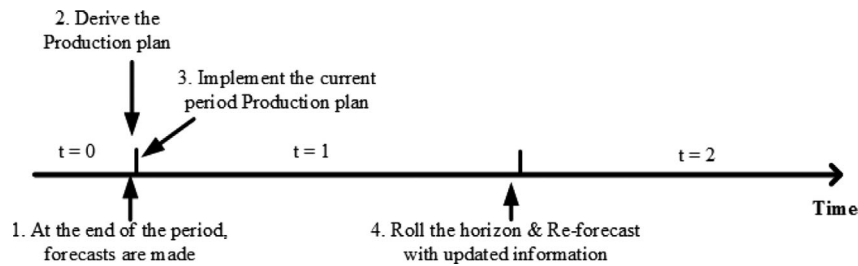 2. Derive the
Production plan
3. Implement the current
period Production plan
t = 0
t = 1
t = 2
Time
1. At the end of the period,
forecasts are made
4. Roll the horizon & Re-forecast
with updated information